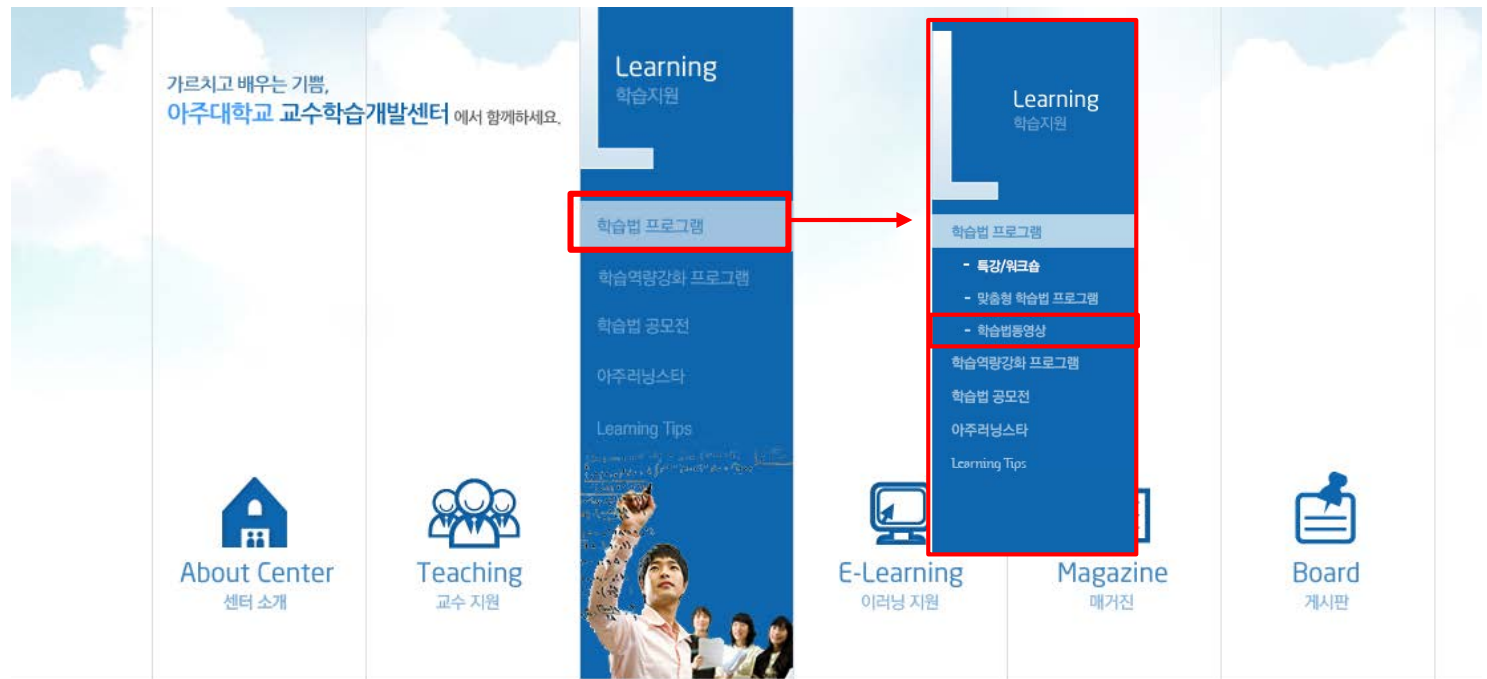 가르치고 배우는 기쁨,
아주대학교 교수학습개발센터 에서 함께하세요.
Learning
학습지원
학습법 프로그램
학습역량강화 프로그램
학습법 공모전
아주러닝스타
Learning Tips
Learning
학습지원
학습법 프로그램
- 특강/워크숍
- 맞춤형 학습법 프로그램
- 학습법동영상
학습역량강화 프로그램
학습법 공모전
아주러닝스타
Learning Tips
About Center
센터 소개
Teaching
교수 지원
E-Learning
이러닝 지원
Magazine
매거진
Board
게시판